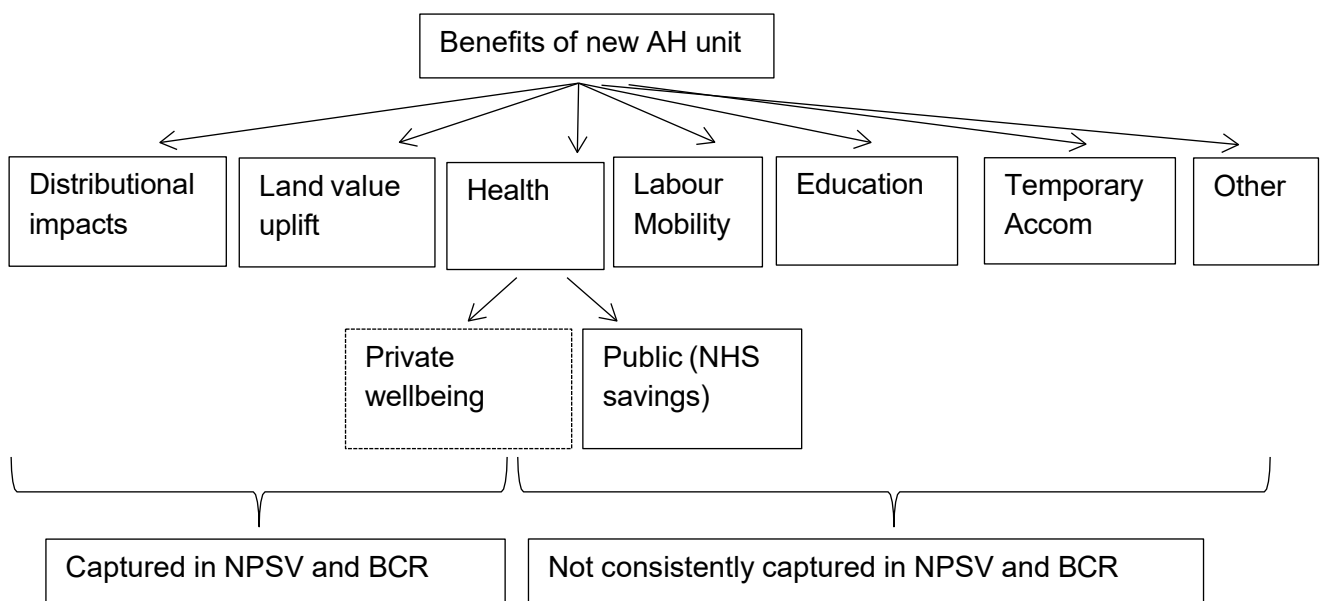 Benefits of new AH unit
Distributional
impacts
Land value
uplift
Health
Labour
Mobility
Education
Temporary
Accom
Other
Private
wellbeing
Public (NHS
savings)
Captured in NPSV and BCR
Not consistently captured in NPSV and BCR